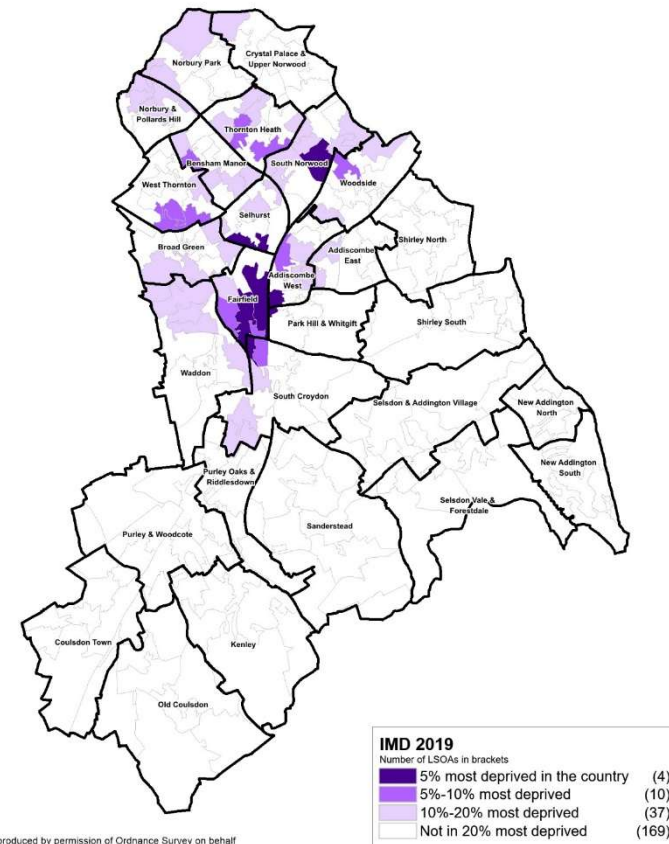 Norbury Park
Crystal Palace &
Upper Norwood
Norbury &
Pollards Hill
Thornton Heath
Bensham Manor
South Norwood
West Thornton
Woodside
Selhurst
Broad Green
Addiscombe
East
Shirley North
Addiscombe
West
Fairfield
Park Hill & Whitgift
Shirley South
Waddon
South Croydon
Selsdon & Addington Village
New Addington
North
New Addington
South
Purley Oaks &
Riddlesdown
Selsdon Vale &
Forestdale
Sanderstead
Purley & Woodcote
Coulsdon Town
Kenley
Old Coulsdon
IMD 2019
Number of LSOAs in brackets
5% most deprived in the country (4)
5%-10% most deprived (10)
10%-20% most deprived (37)
Not in 20% most deprived (169)
produced by permission of Ordnance Survey on behalf